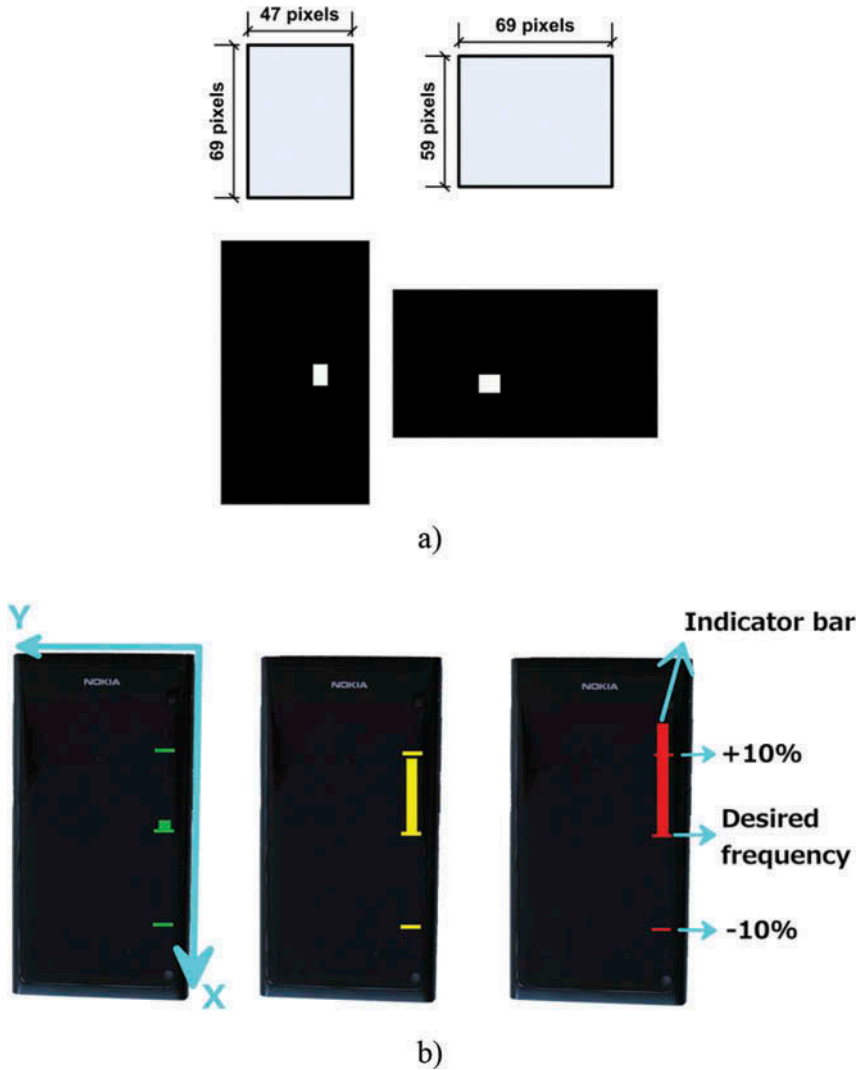 47 pixels
69 pixels
69 pixels
59 pixels
a)
Y
X
NOKIA
NOKIA
NOKIA
Indicator bar
+10%
Desired
frequency
-10%
b)